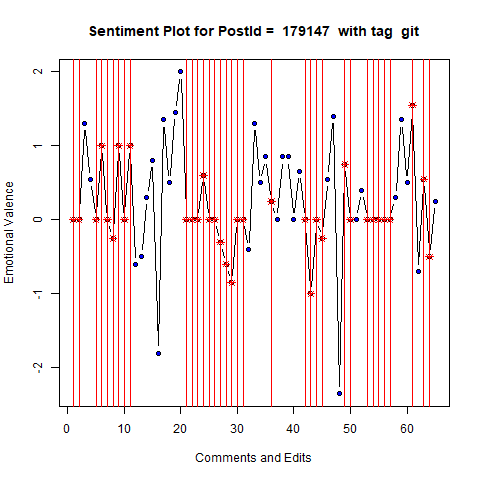 Sentiment Plot for PostId =  179147  with tag  git
2
1
0
-1
-2
Emotional Valence
0 10 20 30 40 50 60
Comments and Edits